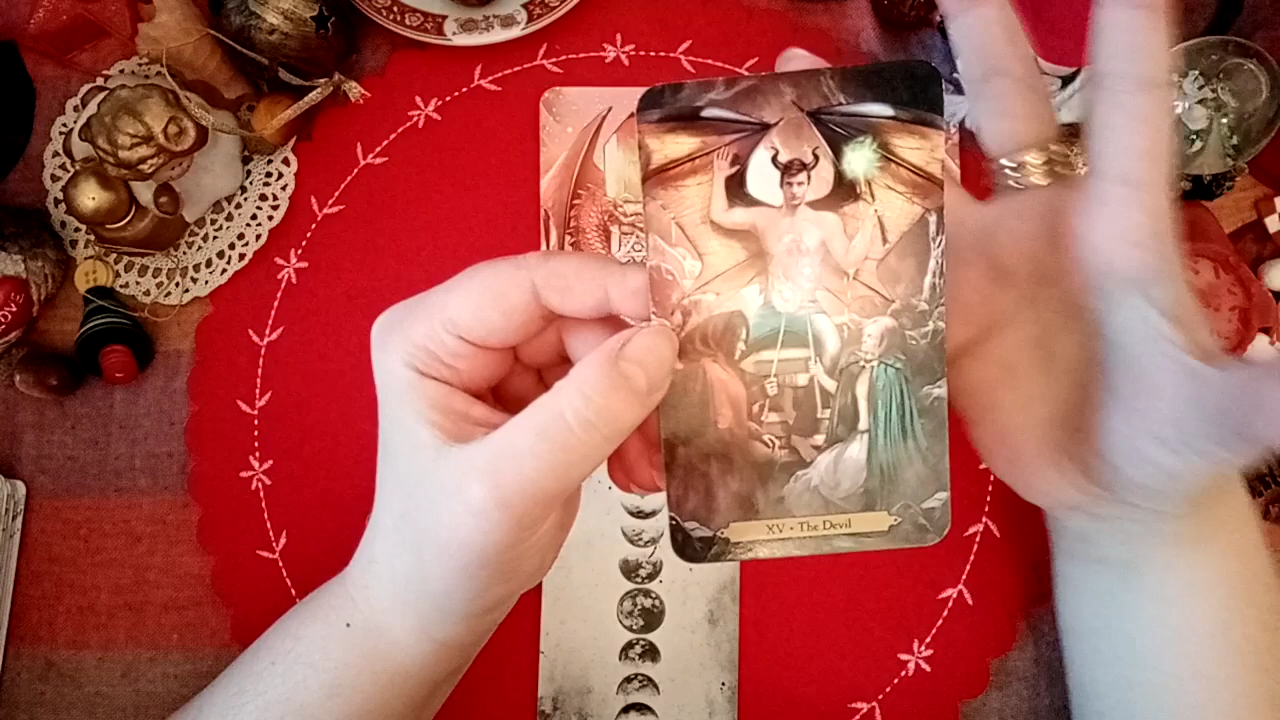 XV • The Devil